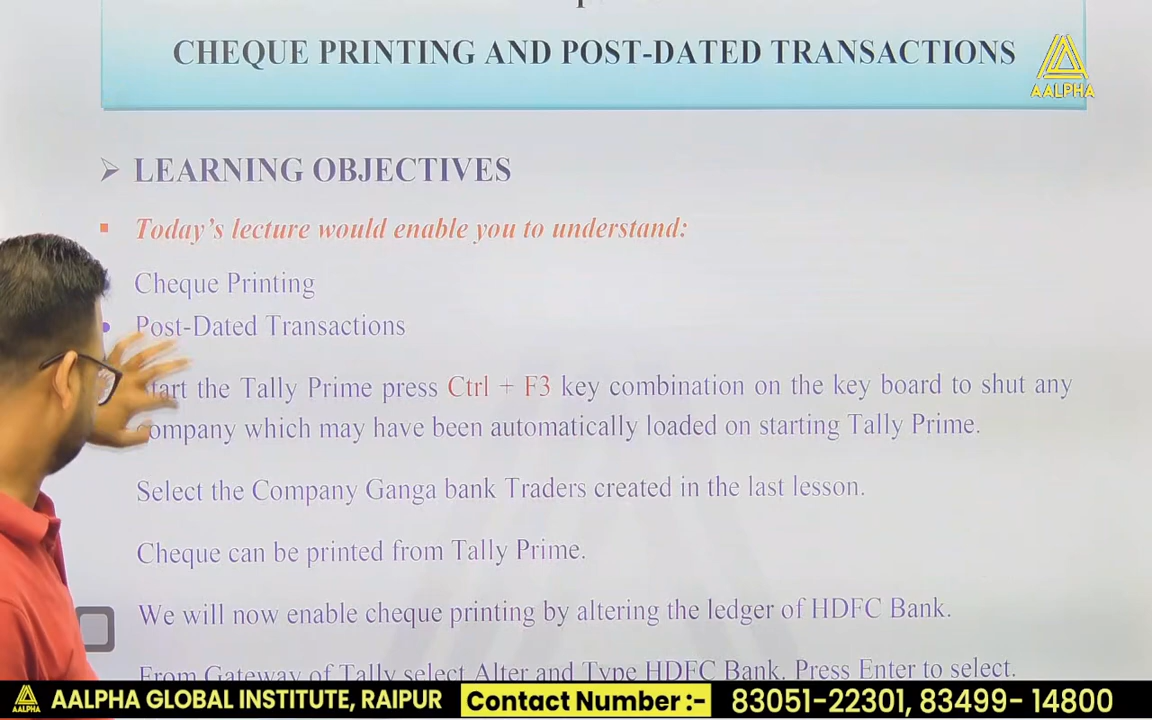 CHEQUE PRINTING AND POST-DATED TRANSACTIONS
AALPHA
LEARNING OBJECTIVES
Today's lecture would enable you to understand:
Cheque Printing
Post-Dated Transactions
the Tally Prime press Ctrl + F3 key combination on the key board to shut any
which may have been automatically loaded on starting Tally Prime.
Select the Company Ganga bank Traders created in the last lesson.
Cheque can be printed from Tally Prime.
We will now enable cheque printing by altering the ledger of HDFC Bank.
From Gateway of Tally select Alter and Type HDFC Bank. Press Enter to select.
AALPHA
AALPHA GLOBAL INSTITUTE, RAIPUR Contact Number :- 83051-22301, 83499- 14800